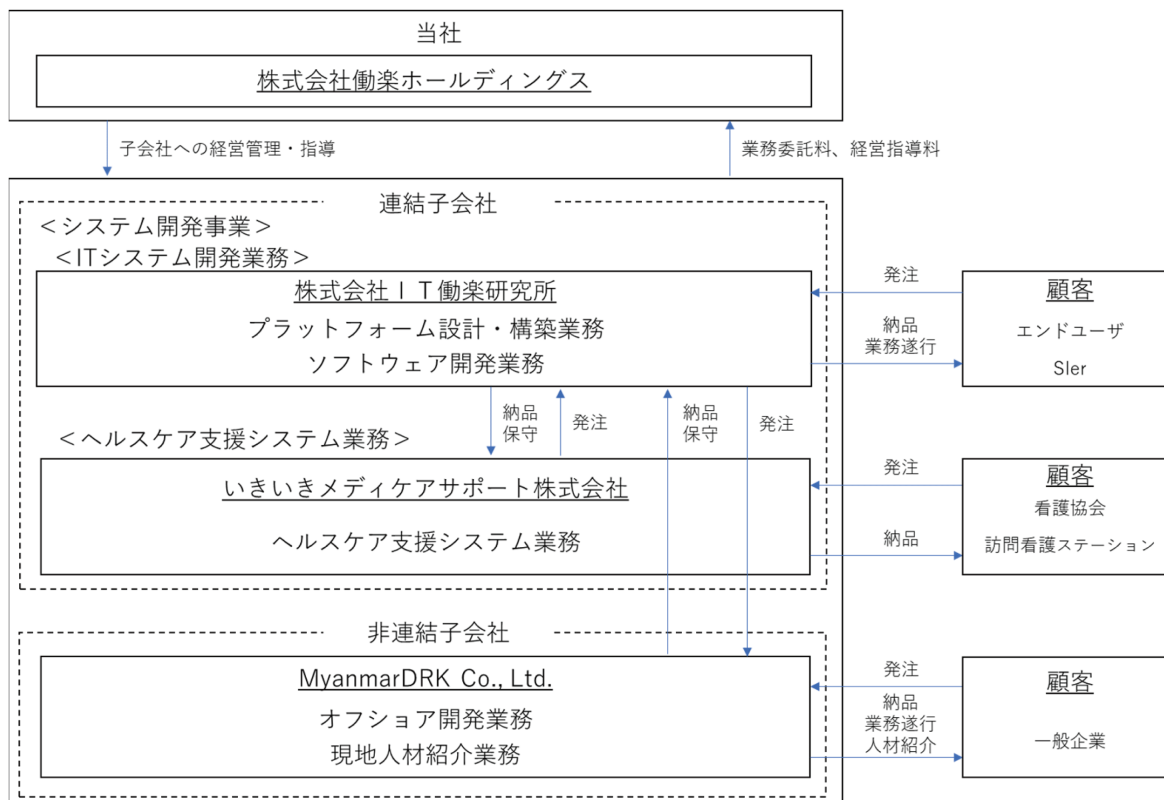 当社
株式会社働楽ホールディングス
子会社への経営管理・指導
業務委託料、経営指導料
連結子会社
＜システム開発事業＞
＜ITシステム開発業務＞
株式会社ＩＴ働楽研究所
プラットフォーム設計・構築業務
ソフトウェア開発業務
発注
納品
業務遂行
顧客
エンドユーザ
SIer
納品
保守
発注
納品
保守
発注
＜ヘルスケア支援システム業務＞
いきいきメディケアサポート株式会社
ヘルスケア支援システム業務
発注
納品
顧客
看護協会
訪問看護ステーション
非連結子会社
MyanmarDRK Co., Ltd.
オフショア開発業務
現地人材紹介業務
発注
納品
業務遂行
人材紹介
顧客
一般企業